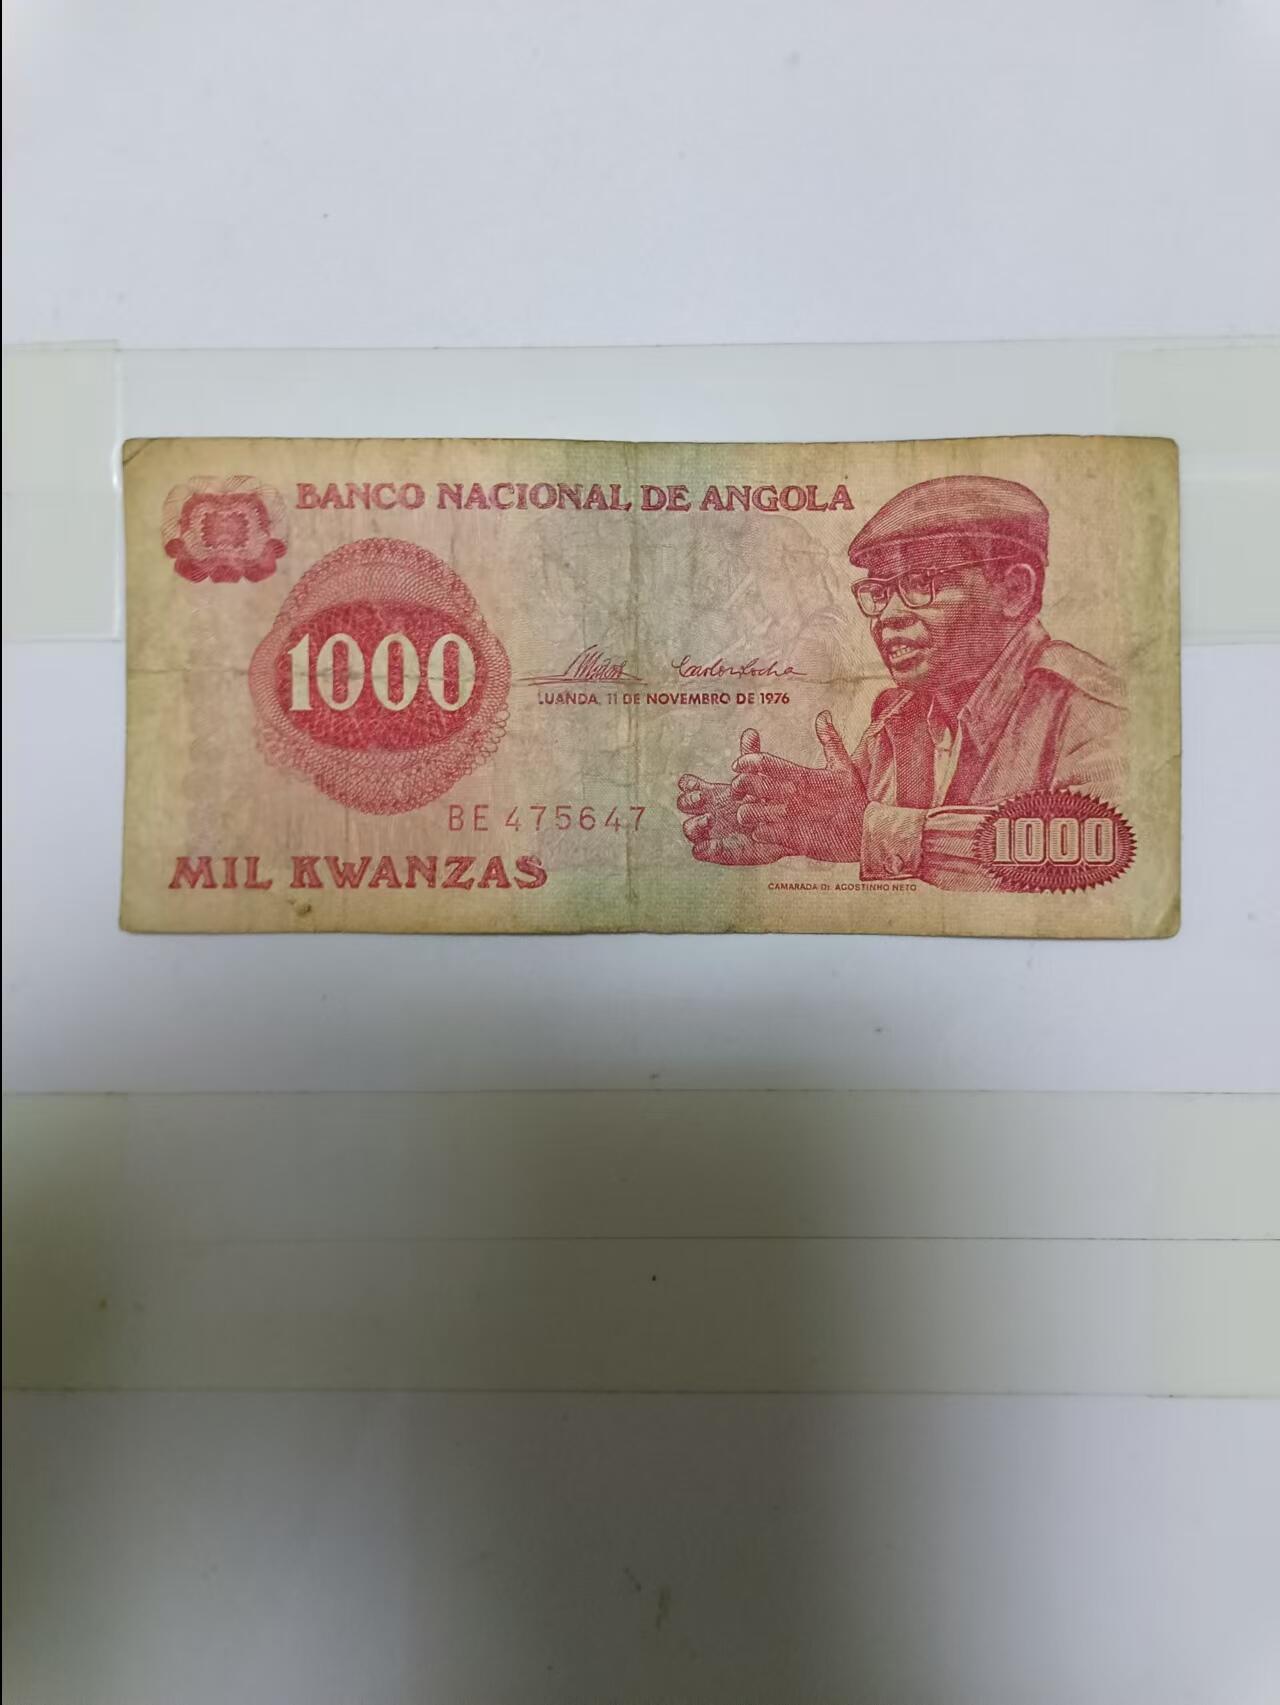 BANCO NACIONAL DE ANGOLA
1000
LUANDA, 11 DE NOVEMBRO DE 1976
BE 475647
MIL KWANZAS
1000
CAMARADA Dr. AGOSTINHO NETO